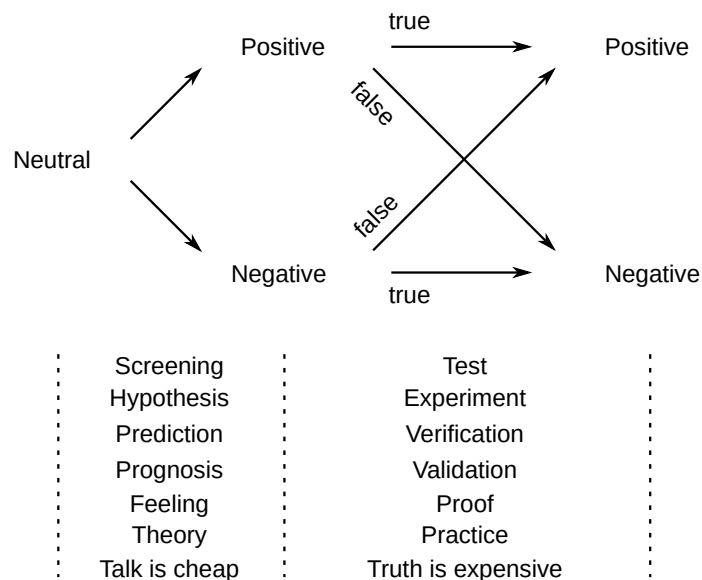 true
Positive Positive
false
Neutral
false
Negative Negative
true
Screening Test
Hypothesis Experiment
Prediction Verification
Prognosis Validation
Feeling Proof
Theory Practice
Talk is cheap Truth is expensive